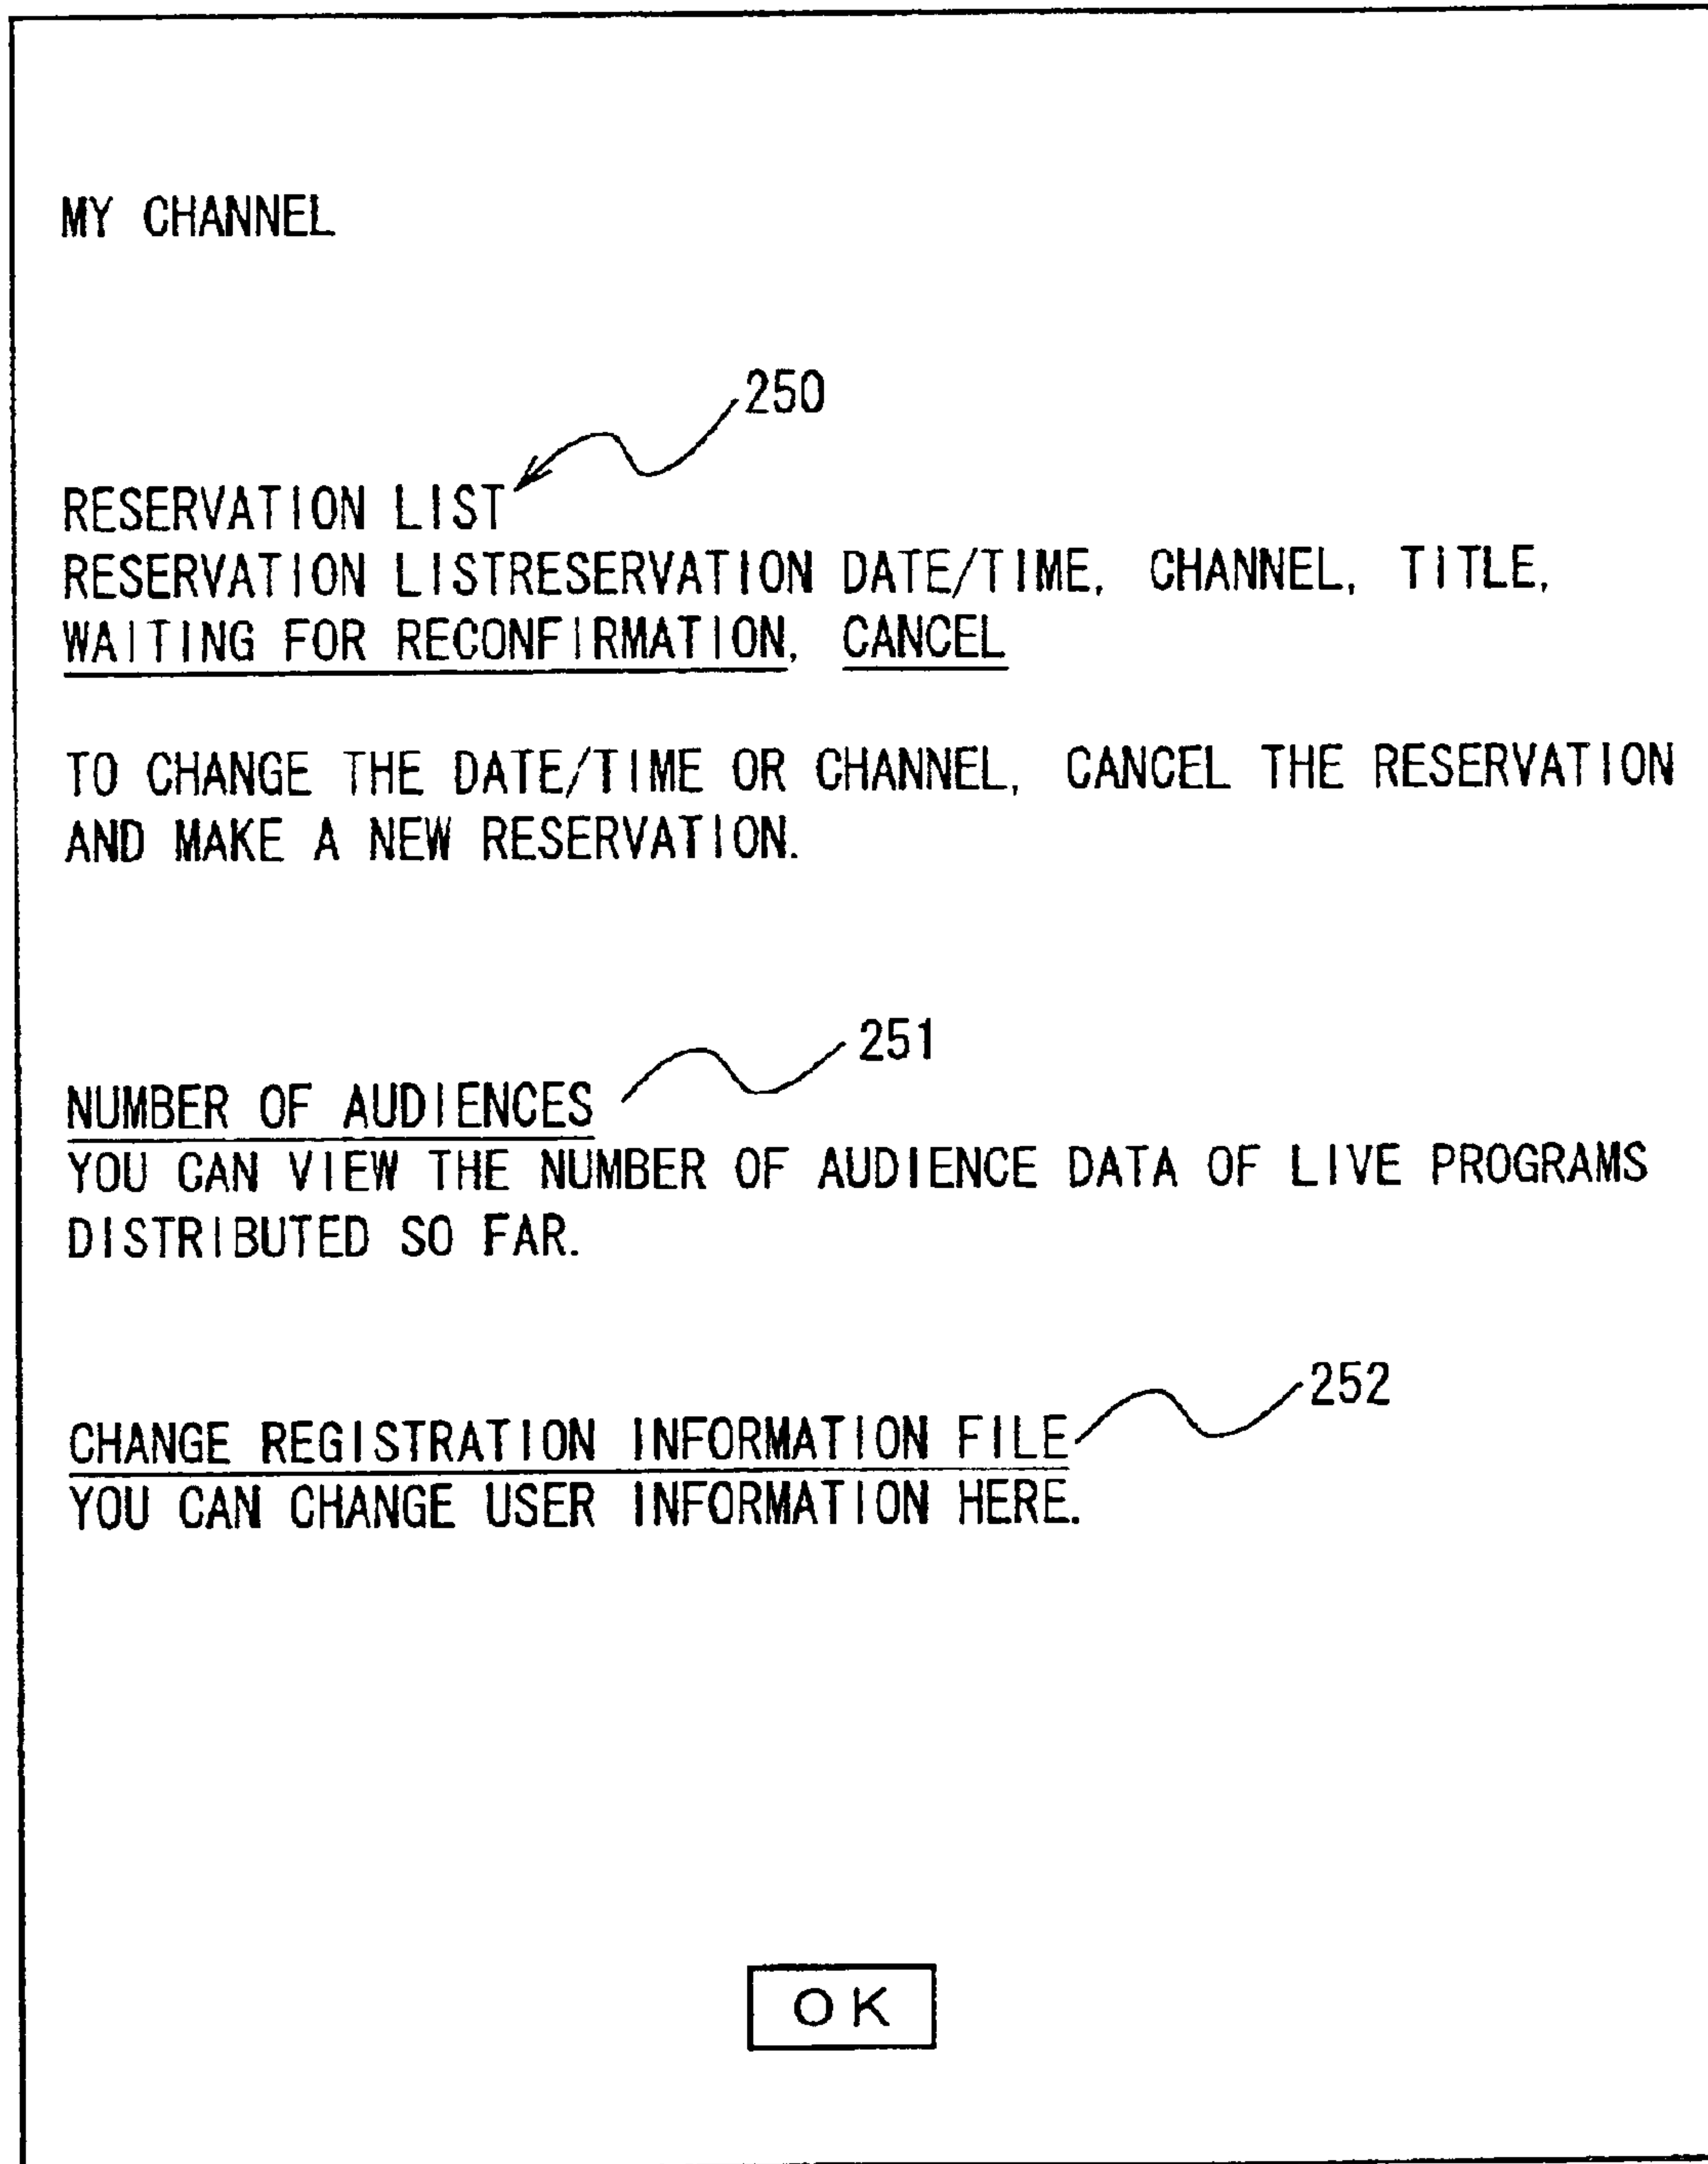 MY CHANNEL
250
RESERVATION LIST
RESERVATION LISTRESERVATION DATE/TIME, CHANNEL, TITLE,
WAITING FOR RECONFIRMATION, CANCEL
TO CHANGE THE DATE/TIME OR CHANNEL, CANCEL THE RESERVATION
AND MAKE A NEW RESERVATION.
251
NUMBER OF AUDIENCES
YOU CAN VIEW THE NUMBER OF AUDIENCE DATA OF LIVE PROGRAMS
DISTRIBUTED SO FAR.
252
CHANGE REGISTRATION INFORMATION FILE
YOU CAN CHANGE USER INFORMATION HERE.
OK